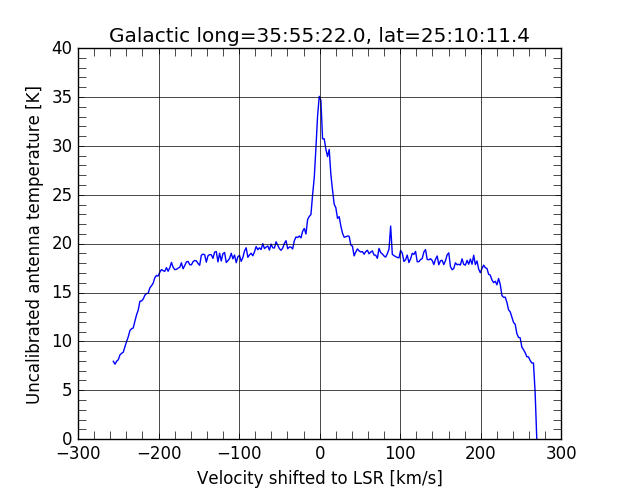 Galactic long=35:55:22.0, lat=25:10:11.4
Uncalibrated antenna temperature [K]
40
35
30
25
20
15
10
5
0
−300 −200 −100 0 100 200 300
Velocity shifted to LSR [km/s]